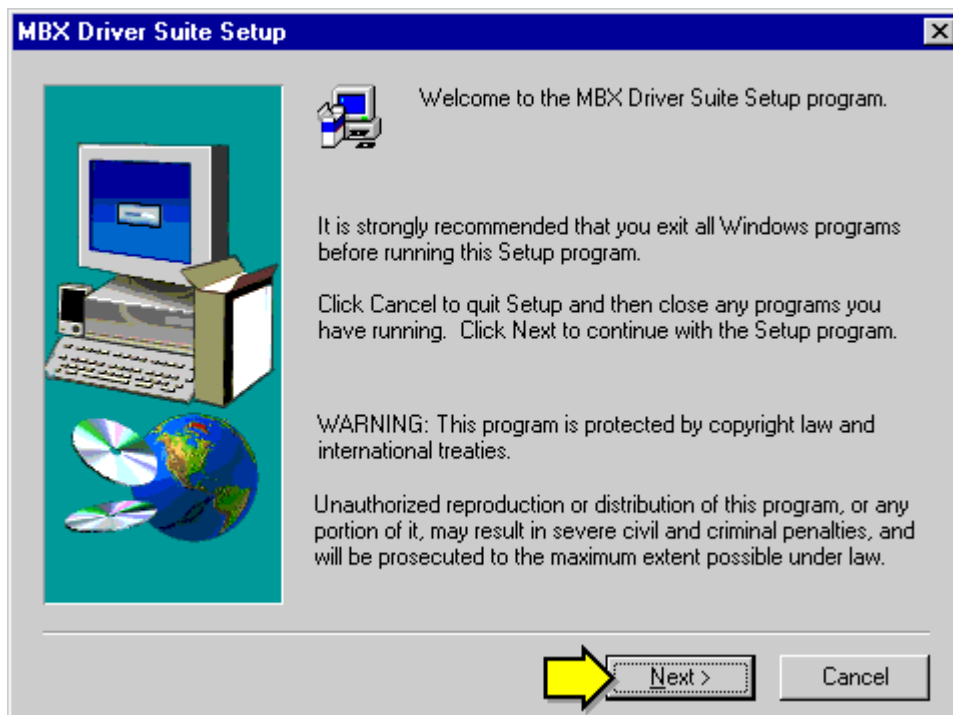 MBX Driver Suite Setup
Welcome to the MBX Driver Suite Setup program.
It is strongly recommended that you exit all Windows programs
before running this Setup program.
Click Cancel to quit Setup and then close any programs you
have running.  Click Next to continue with the Setup program.
WARNING: This program is protected by copyright law and
international treaties.
Unauthorized reproduction or distribution of this program, or any
portion of it, may result in severe civil and criminal penalties, and
will be prosecuted to the maximum extent possible under law.
Next >
Cancel